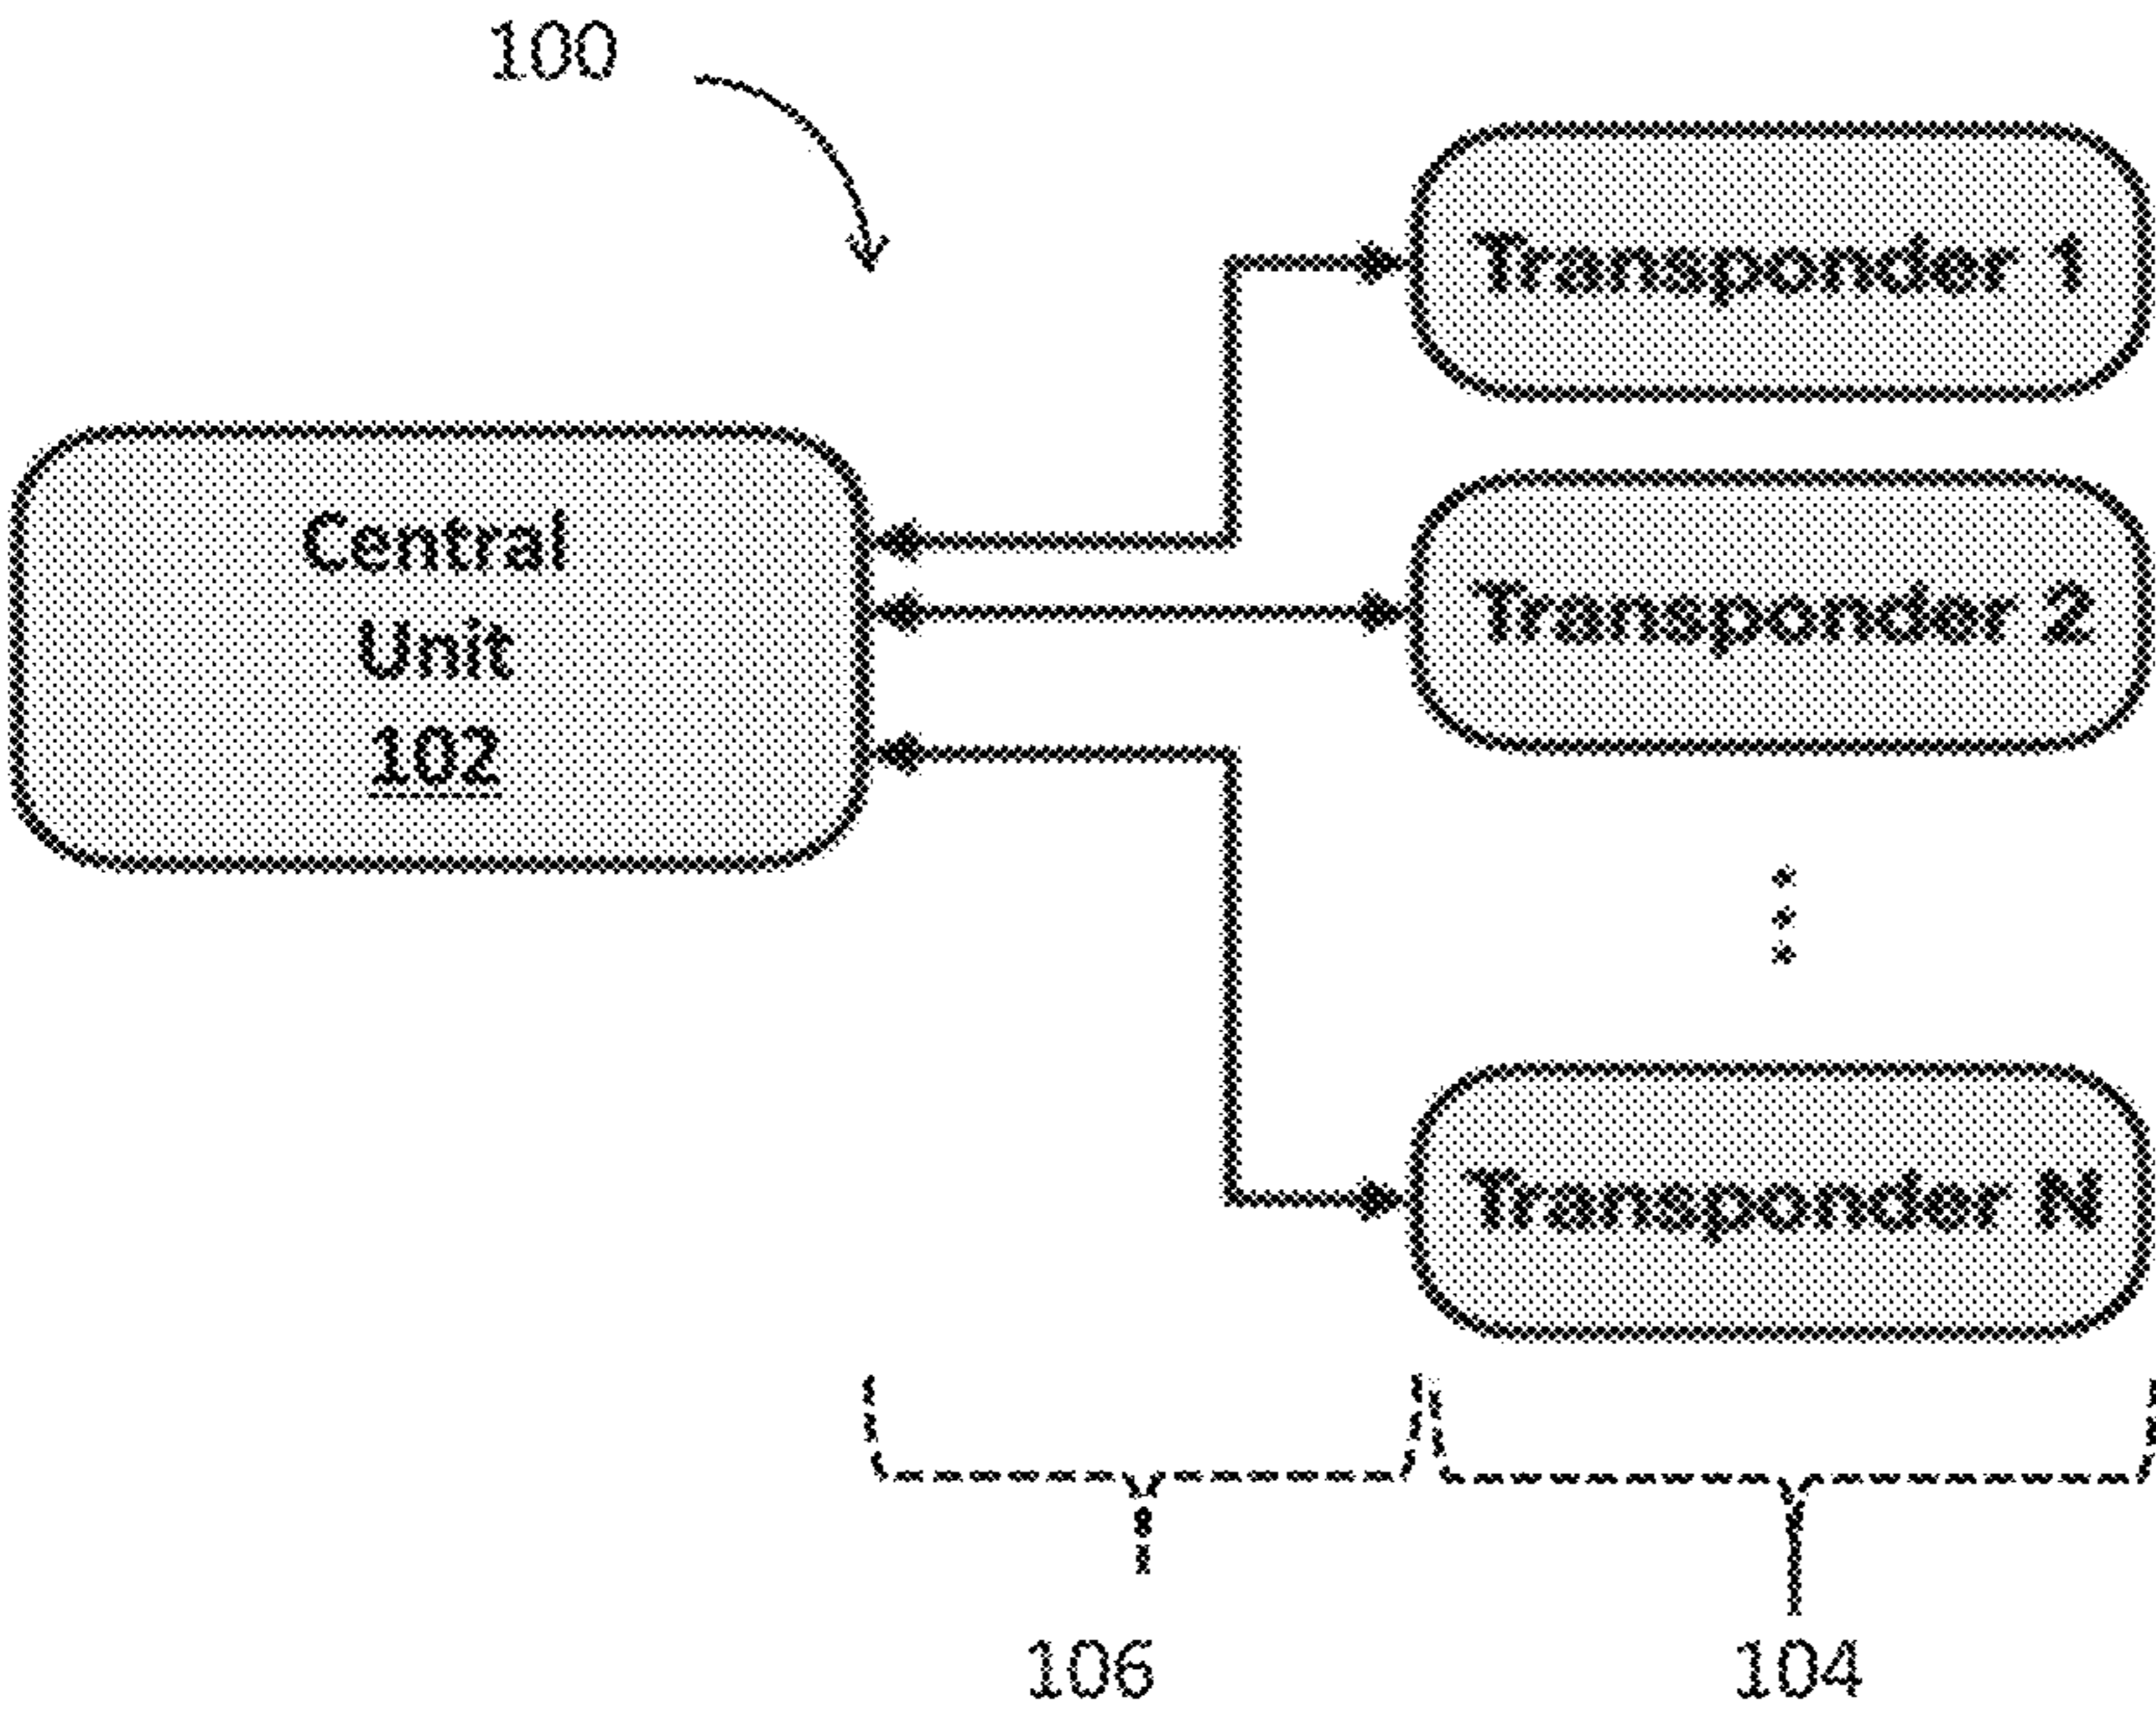 100
Transponder 1
Central
Unit
102
Transponder 2
Transponder N
106
104